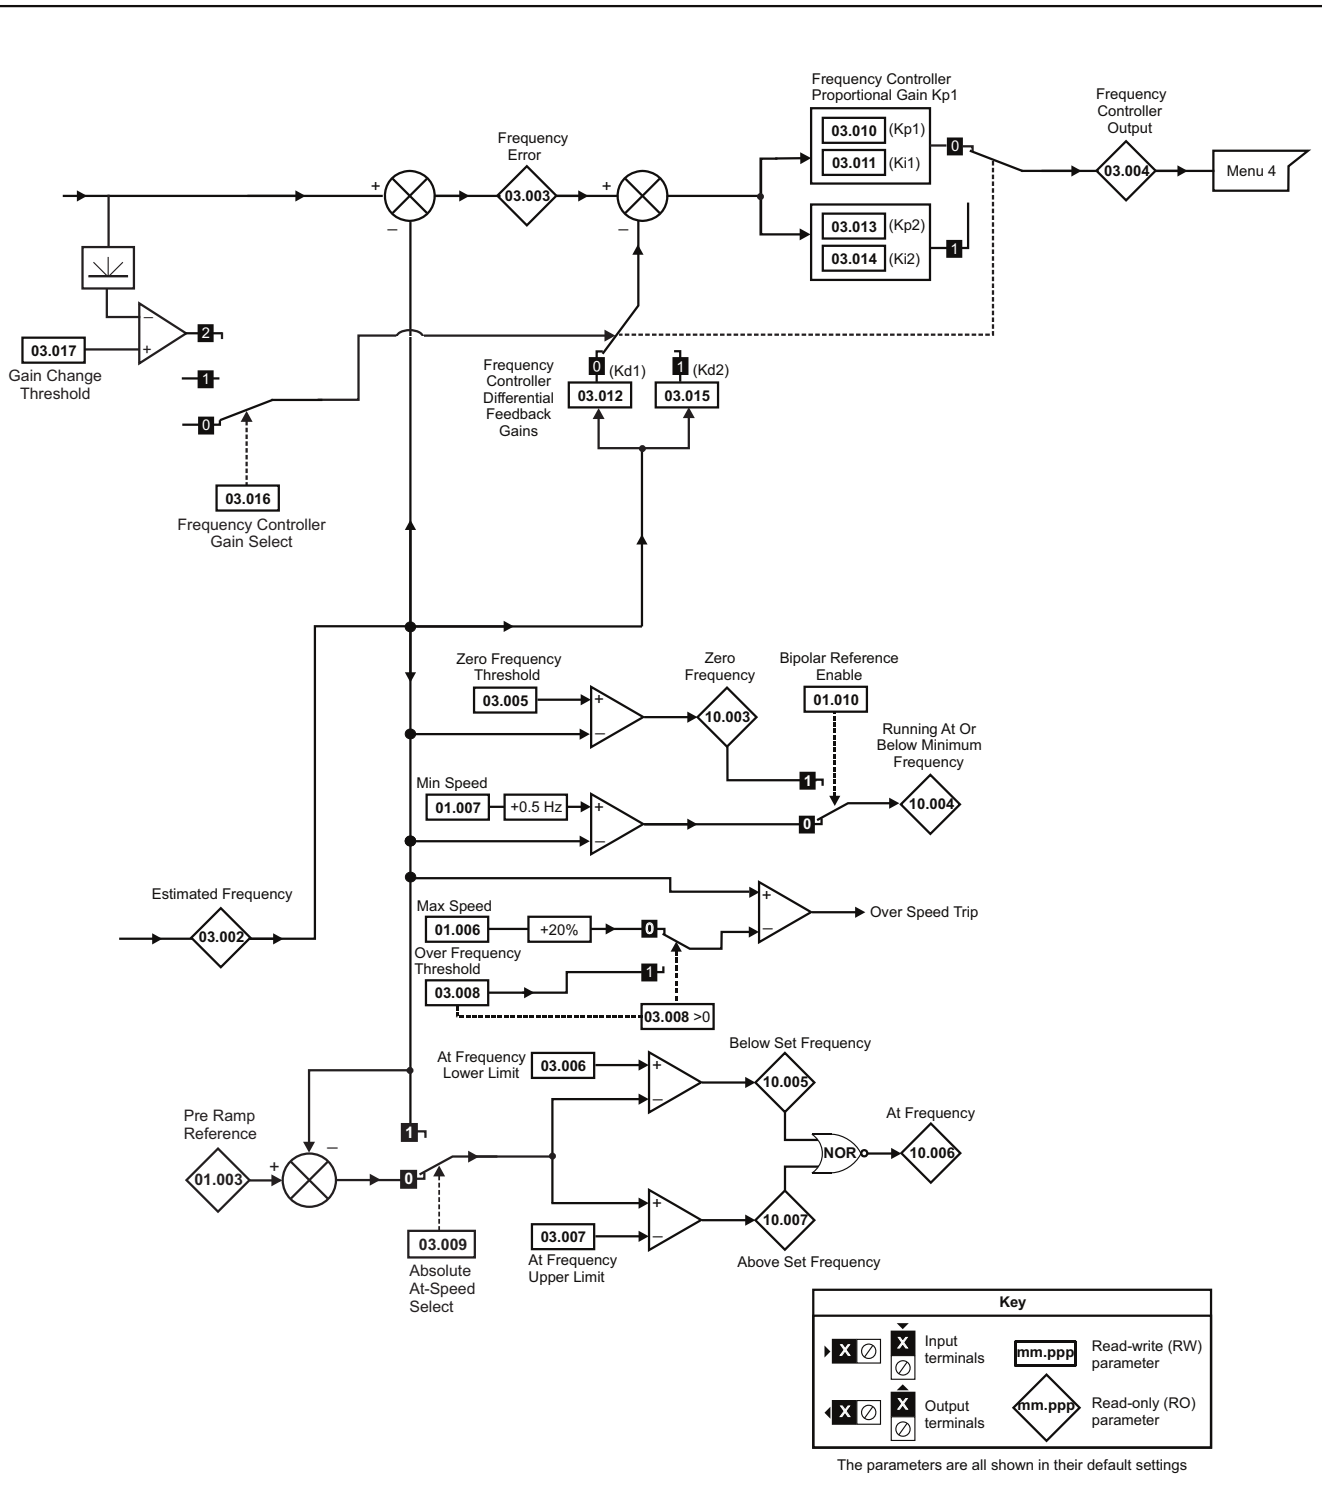 Frequency Controller
Proportional Gain Kp1
03.010 (Kp1)
03.011 (Ki1)
0
Frequency
Controller
Output
03.004
Menu 4
Frequency
Error
03.003
+
−
+
−
03.013 (Kp2)
03.014 (Ki2)
1
−
+
2
03.017
Gain Change
Threshold
1
0
03.016
Frequency Controller
Gain Select
Frequency
Controller
Differential
Feedback
Gains
0 (Kd1)
03.012
1 (Kd2)
03.015
Zero Frequency
Threshold
03.005
+
−
Zero
Frequency
10.003
Bipolar Reference
Enable
01.010
1
Running At Or
Below Minimum
Frequency
10.004
Min Speed
01.007
+0.5 Hz
+
−
0
Estimated Frequency
03.002
Max Speed
01.006
+20%
0
+
−
Over Speed Trip
Over Frequency
Threshold
03.008
1
03.008 >0
At Frequency
Lower Limit
03.006
+
−
Below Set Frequency
10.005
Pre Ramp
Reference
01.003
+
−
1
0
03.009
Absolute
At-Speed
Select
NOR
At Frequency
10.006
03.007
At Frequency
Upper Limit
+
−
10.007
Above Set Frequency
Key
X
X
Input
terminals
mm.ppp
Read-write (RW)
parameter
X
X
Output
terminals
mm.ppp
Read-only (RO)
parameter
The parameters are all shown in their default settings